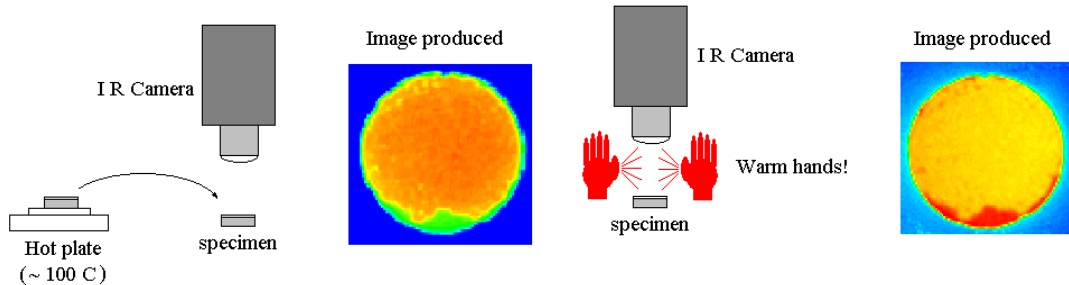 Image produced
I R Camera
Hot plate
(~ 100 C)
specimen
Image produced
I R Camera
Warm hands!
specimen